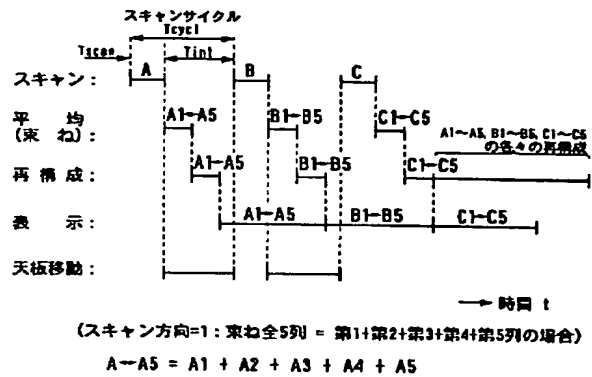 スキャンサイクル
Tcycl
Tscan
Tint
スキャン: A B C
平 均
(束ね): A1~A5 B1~B5 C1~C5
A1~A5, B1~B5, C1~C5
の各々の再構成
再構成: A1~A5 B1~B5 C1~C5
表 示: A1~A5 B1~B5 C1~C5
天板移動:
時間 t
(スキャン方向=1:束ね全5列 = 第1+第2+第3+第4+第5列の場合)
A~A5 = A1 + A2 + A3 + A4 + A5